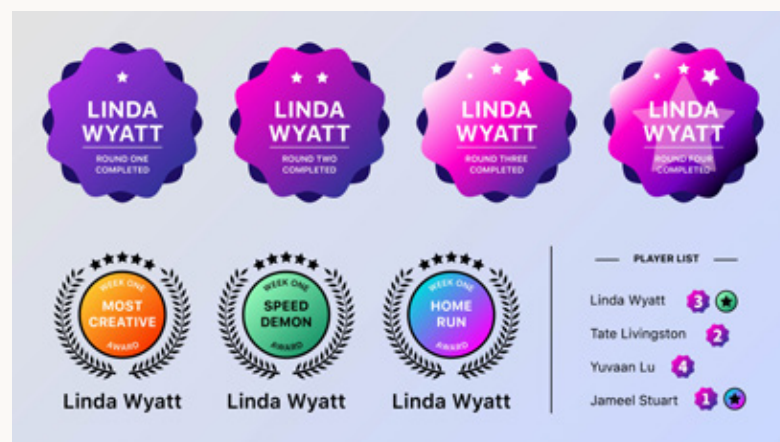 LINDA
WYATT
ROUND ONE
COMPLETED
LINDA
WYATT
ROUND TWO
COMPLETED
LINDA
WYATT
ROUND THREE
COMPLETED
LINDA
WYATT
ROUND FOUR
COMPLETED
WEEK ONE
MOST
CREATIVE
AWARD
Linda Wyatt
WEEK ONE
SPEED
DEMON
AWARD
Linda Wyatt
WEEK ONE
HOME
RUN
AWARD
Linda Wyatt
PLAYER LIST
Linda Wyatt 3
Tate Livingston 2
Yuvaan Lu 4
Jameel Stuart 1